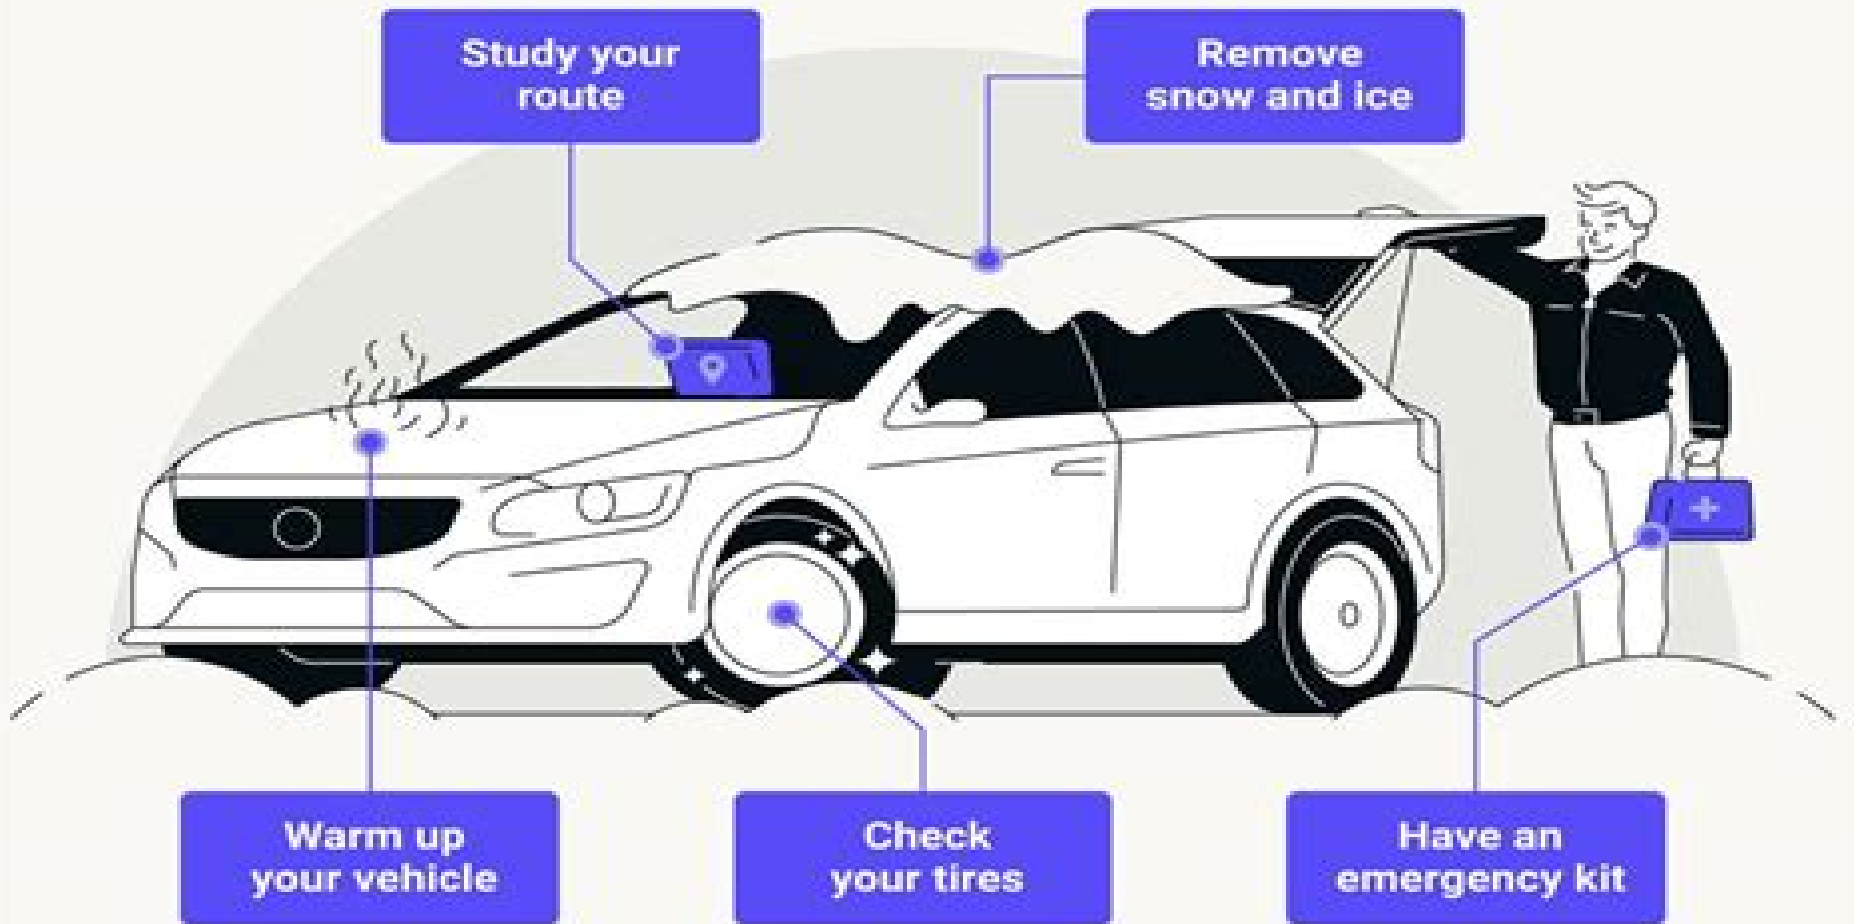 Study your
route
Remove
snow and ice
Warm up
your vehicle
Check
your tires
Have an
emergency kit